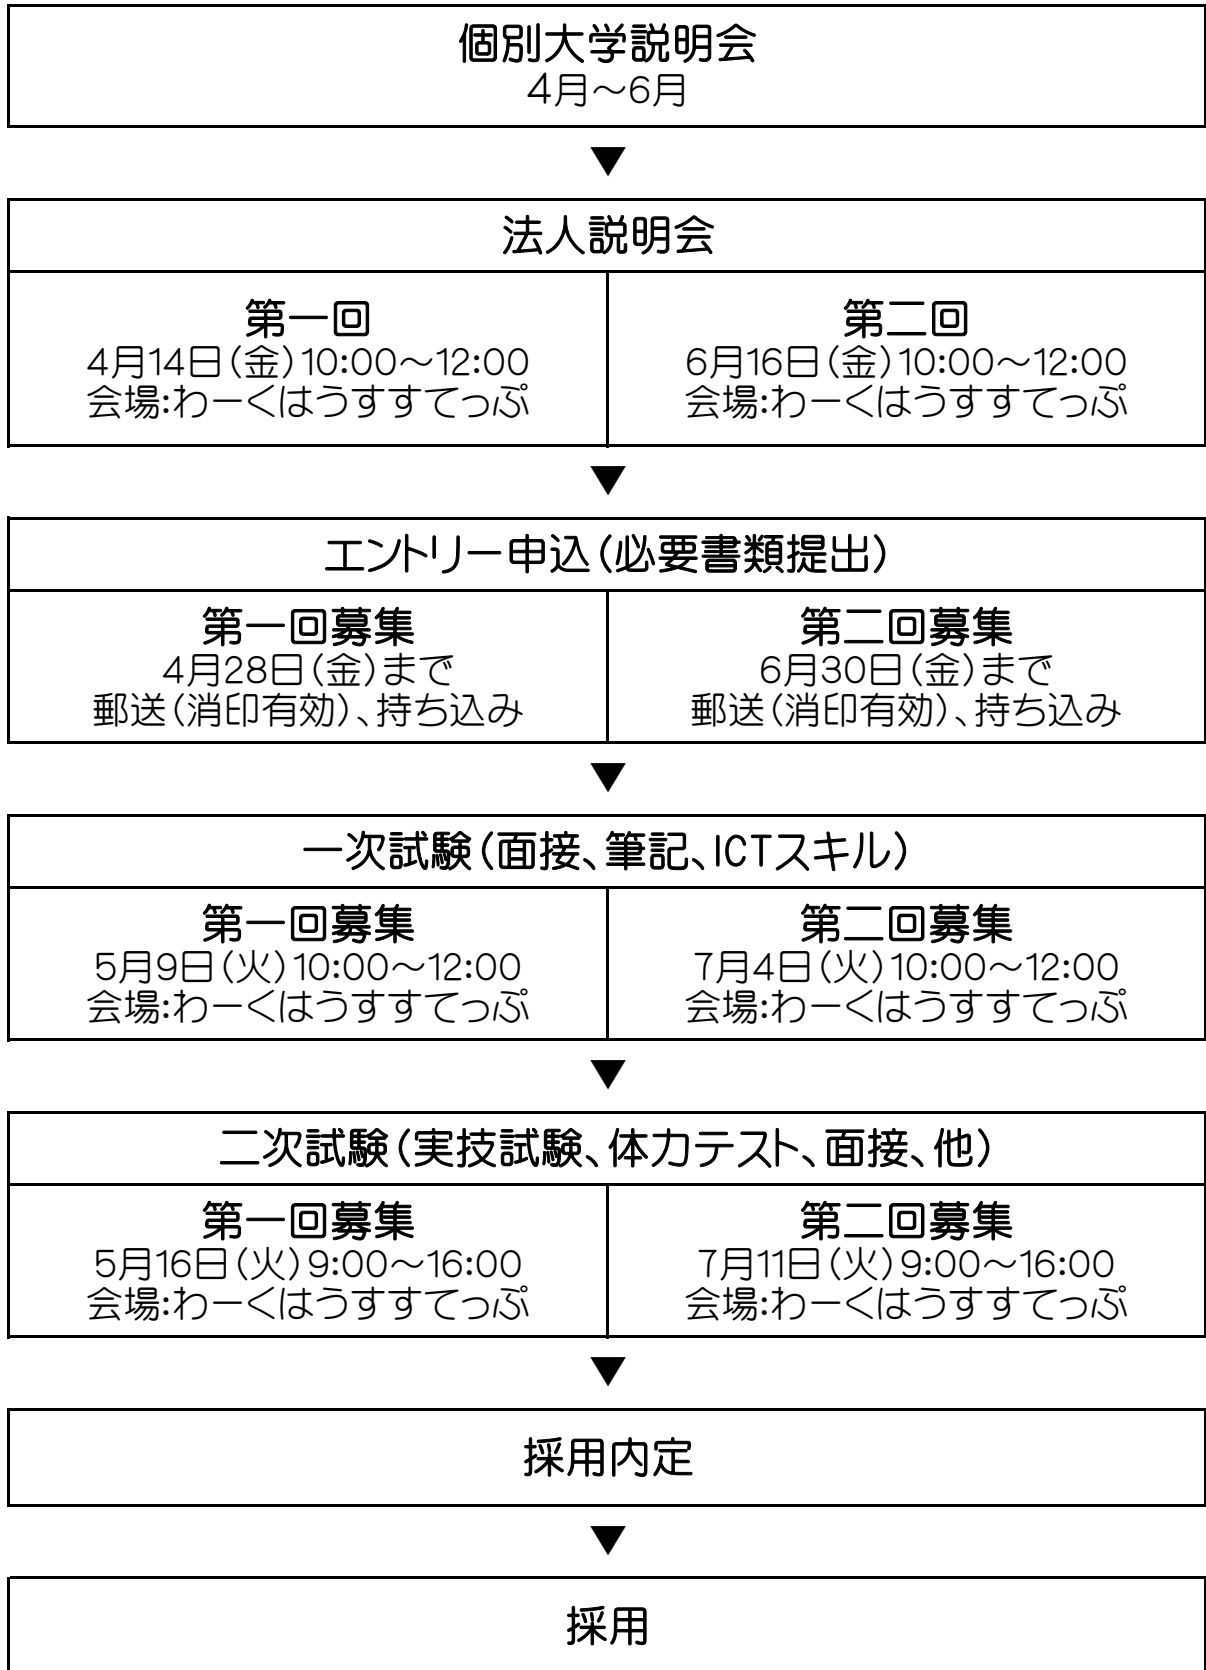 個別大学説明会
4月～6月
▼
法人説明会
第一回
4月14日(金)10:00～12:00
会場:わーくはうすすてっぷ
第二回
6月16日(金)10:00～12:00
会場:わーくはうすすてっぷ
▼
エントリー申込(必要書類提出)
第一回募集
4月28日(金)まで
郵送(消印有効)、持ち込み
第二回募集
6月30日(金)まで
郵送(消印有効)、持ち込み
▼
一次試験(面接、筆記、ICTスキル)
第一回募集
5月9日(火)10:00～12:00
会場:わーくはうすすてっぷ
第二回募集
7月4日(火)10:00～12:00
会場:わーくはうすすてっぷ
▼
二次試験(実技試験、体力テスト、面接、他)
第一回募集
5月16日(火)9:00～16:00
会場:わーくはうすすてっぷ
第二回募集
7月11日(火)9:00～16:00
会場:わーくはうすすてっぷ
▼
採用内定
▼
採用